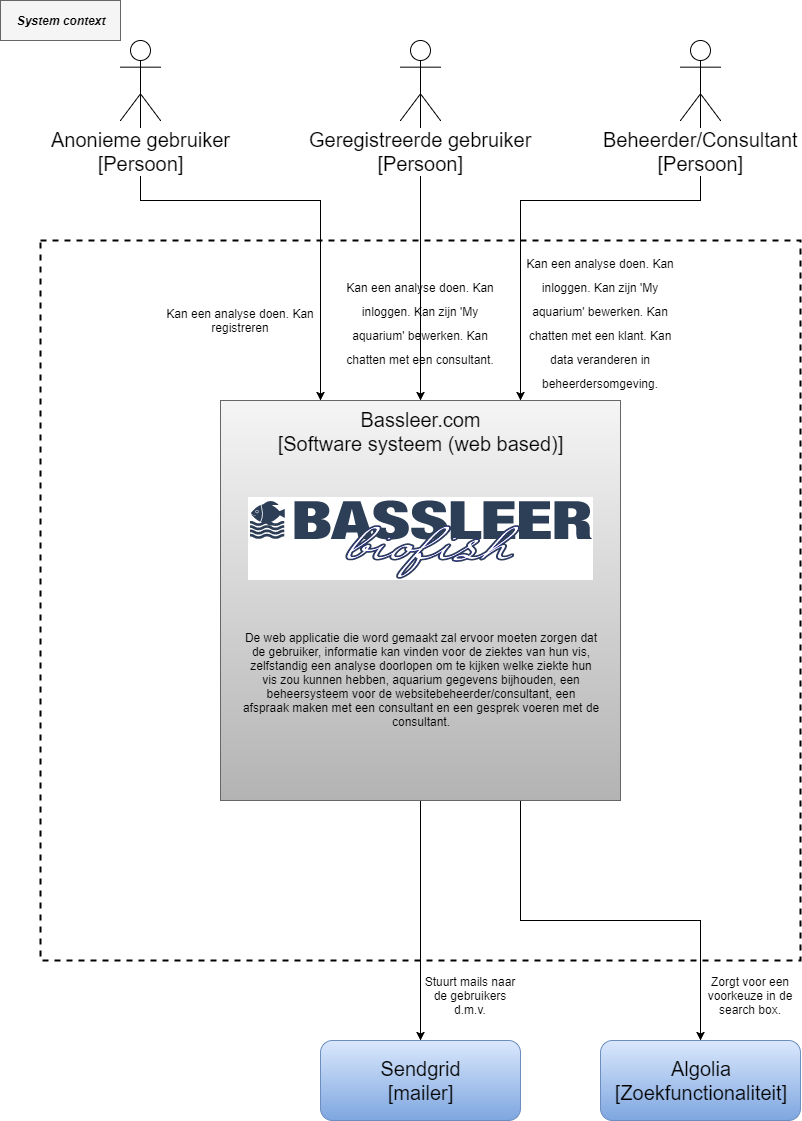 System context
Anonieme gebruiker
[Persoon]
Geregistreerde gebruiker
[Persoon]
Beheerder/Consultant
[Persoon]
Kan een analyse doen. Kan
registreren
Kan een analyse doen. Kan
inloggen. Kan zijn 'My
aquarium' bewerken. Kan
chatten met een consultant.
Kan een analyse doen. Kan
inloggen. Kan zijn 'My
aquarium' bewerken. Kan
chatten met een klant. Kan
data veranderen in
beheerdersomgeving.
Bassleer.com
[Software systeem (web based)]
BASSLEER
biofish
De web applicatie die word gemaakt zal ervoor moeten zorgen dat
de gebruiker, informatie kan vinden voor de ziektes van hun vis,
zelfstandig een analyse doorlopen om te kijken welke ziekte hun
vis zou kunnen hebben, aquarium gegevens bijhouden, een
beheersysteem voor de websitebeheerder/consultant, een
afspraak maken met een consultant en een gesprek voeren met de
consultant.
Stuurt mails naar
de gebruikers
d.m.v.
Zorgt voor een
voorkeuze in de
search box.
Sendgrid
[mailer]
Algolia
[Zoekfunctionaliteit]